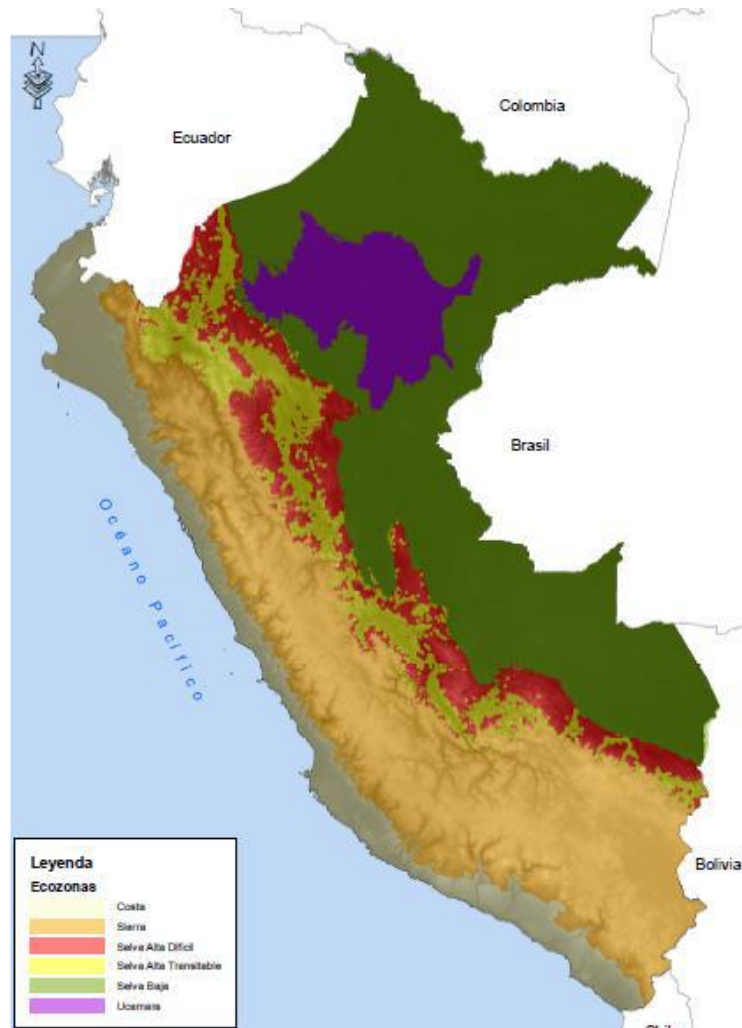 N
Colombia
Ecuador
Brasil
Océano Pacífico
Bolivia
Leyenda
Ecozonas
Costa
Sierra
Selva Alta Difícil
Selva Alta Transitable
Selva Baja
Ucamara